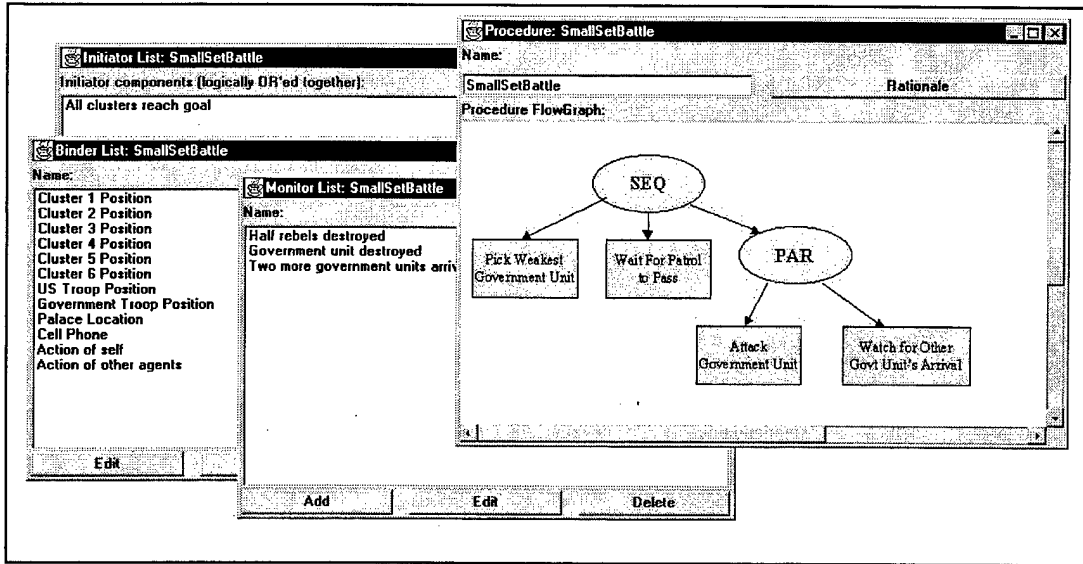 Initiator List: SmallSetBattle
Initiator components (logically OR'ed together):
All clusters reach goal
Binder List: SmallSetBattle
Name:
Cluster 1 Position
Cluster 2 Position
Cluster 3 Position
Cluster 4 Position
Cluster 5 Position
Cluster 6 Position
US Troop Position
Government Troop Position
Palace Location
Cell Phone
Action of self
Action of other agents
Edit
Monitor List: SmallSetBattle
Name:
Half rebels destroyed
Government unit destroyed
Two more government units arriv
Add
Edit
Delete
Procedure: SmallSetBattle
Name:
SmallSetBattle
Rationale
Procedure FlowGraph:
SEQ
Pick Weakest
Government Unit
Wait For Patrol
to Pass
PAR
Attack
Government Unit
Watch for Other
Govt Unit's Arrival